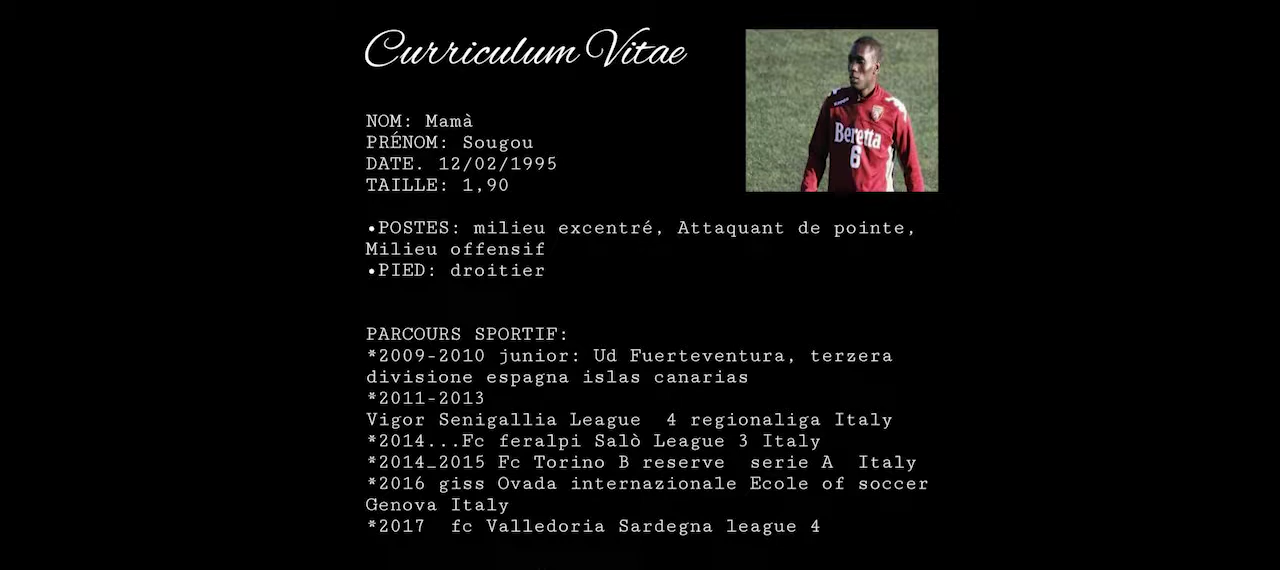 Curriculum Vitae
NOM: Mamà
PRÉNOM: Sougou
DATE. 12/02/1995
TAILLE: 1,90
•POSTES: milieu excentré, Attaquant de pointe,
Milieu offensif
•PIED: droitier
PARCOURS SPORTIF:
*2009-2010 junior: Ud Fuerteventura, terzera
divisione espagna islas canarias
*2011-2013
Vigor Senigallia League  4 regionaliga Italy
*2014...Fc feralpi Salò League 3 Italy
*2014_2015 Fc Torino B reserve  serie A  Italy
*2016 giss Ovada internazionale Ecole of soccer
Genova Italy
*2017  fc Valledoria Sardegna league 4
Beretta
6